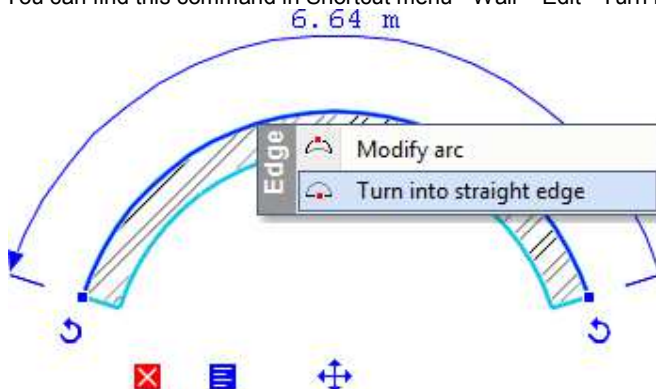 You can find this command in Shortcut menu - Wall - Edit - Turn
6.64 m
Edge
Modify arc
Turn into straight edge